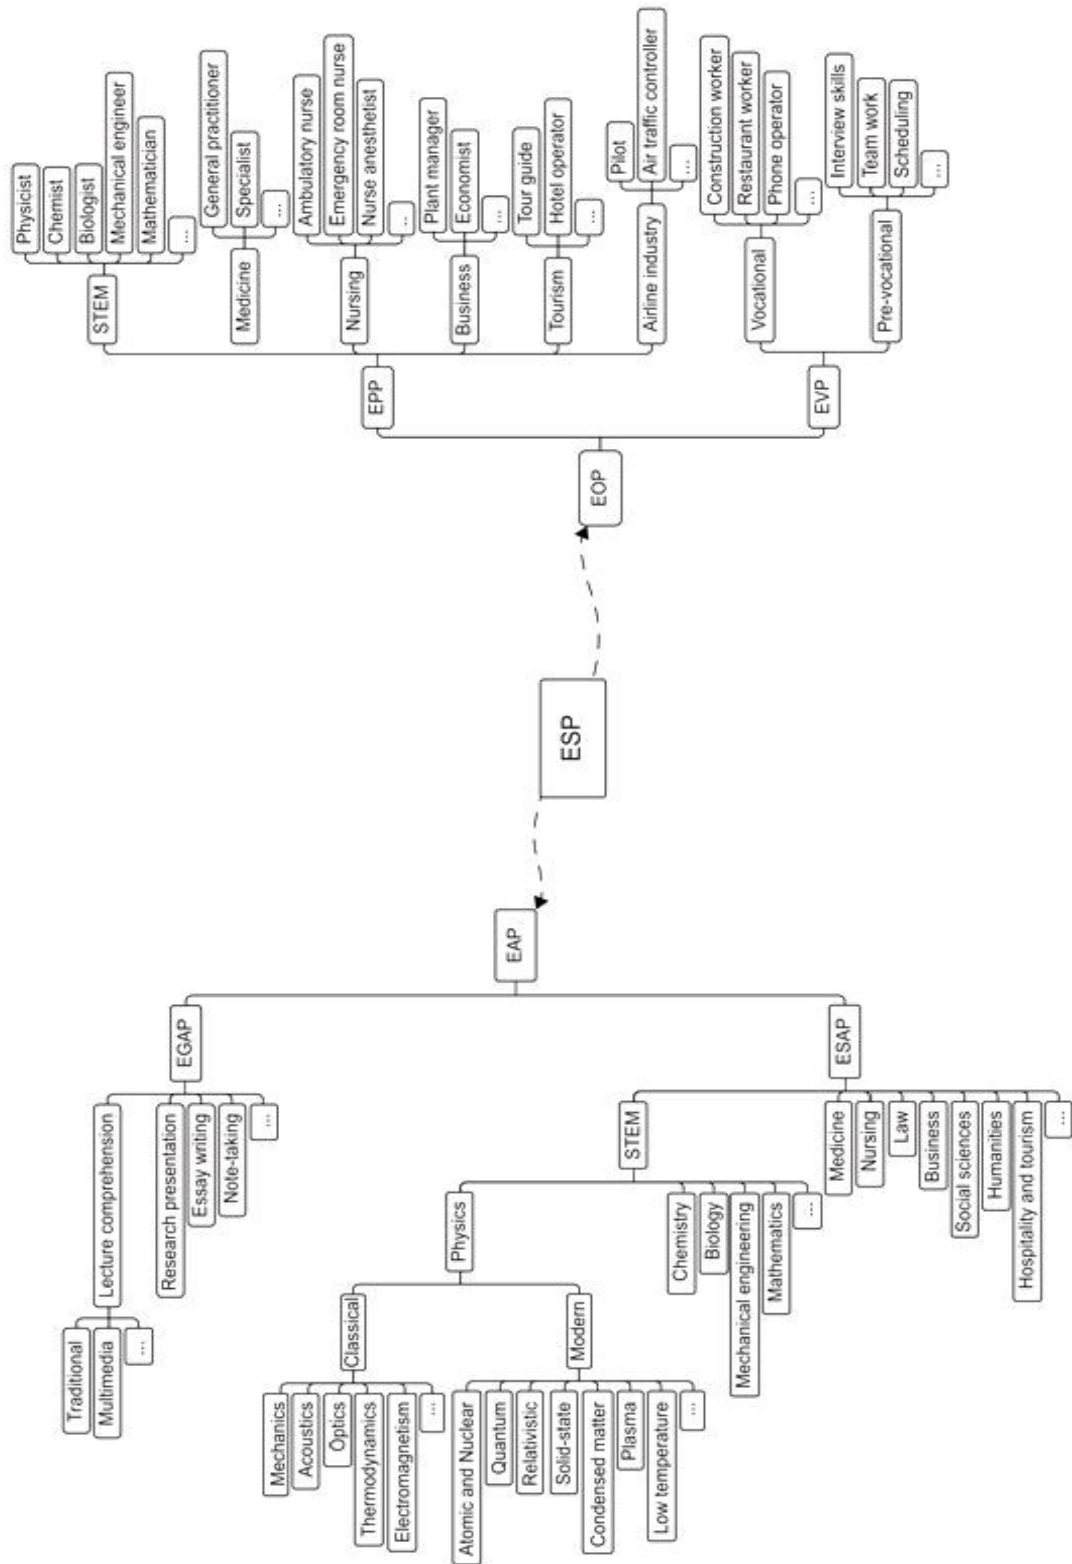 ESP
EAP
EGAP
Lecture comprehension
Traditional
Multimedia
...
Research presentation
Essay writing
Note-taking
...
ESAP
STEM
Physics
Classical
Mechanics
Acoustics
Optics
Thermodynamics
Electromagnetism
...
Modern
Atomic and Nuclear
Quantum
Relativistic
Solid-state
Condensed matter
Plasma
Low temperature
...
Chemistry
Biology
Mechanical engineering
Mathematics
...
Medicine
Nursing
Law
Business
Social sciences
Humanities
Hospitality and tourism
...
EOP
EPP
STEM
Physicist
Chemist
Biologist
Mechanical engineer
Mathematician
...
Medicine
General practitioner
Specialist
...
Nursing
Ambulatory nurse
Emergency room nurse
Nurse anesthetist
...
Business
Plant manager
Economist
...
Tourism
Tour guide
Hotel operator
...
Airline industry
Pilot
Air traffic controller
...
EVP
Vocational
Construction worker
Restaurant worker
Phone operator
...
Pre-vocational
Interview skills
Team work
Scheduling
...